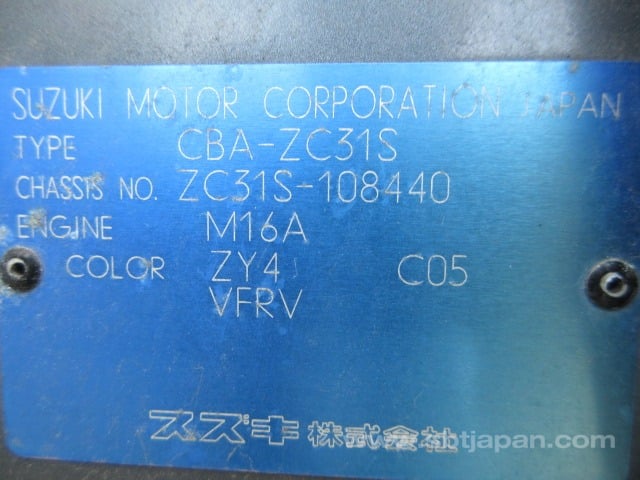 SUZUKI MOTOR CORPORATION JAPAN
TYPE CBA-ZC31S
CHASSIS NO. ZC31S-108440
ENGINE M16A
COLOR ZY4 C05
VFRV
スズキ株式会社
sbtjapan.com